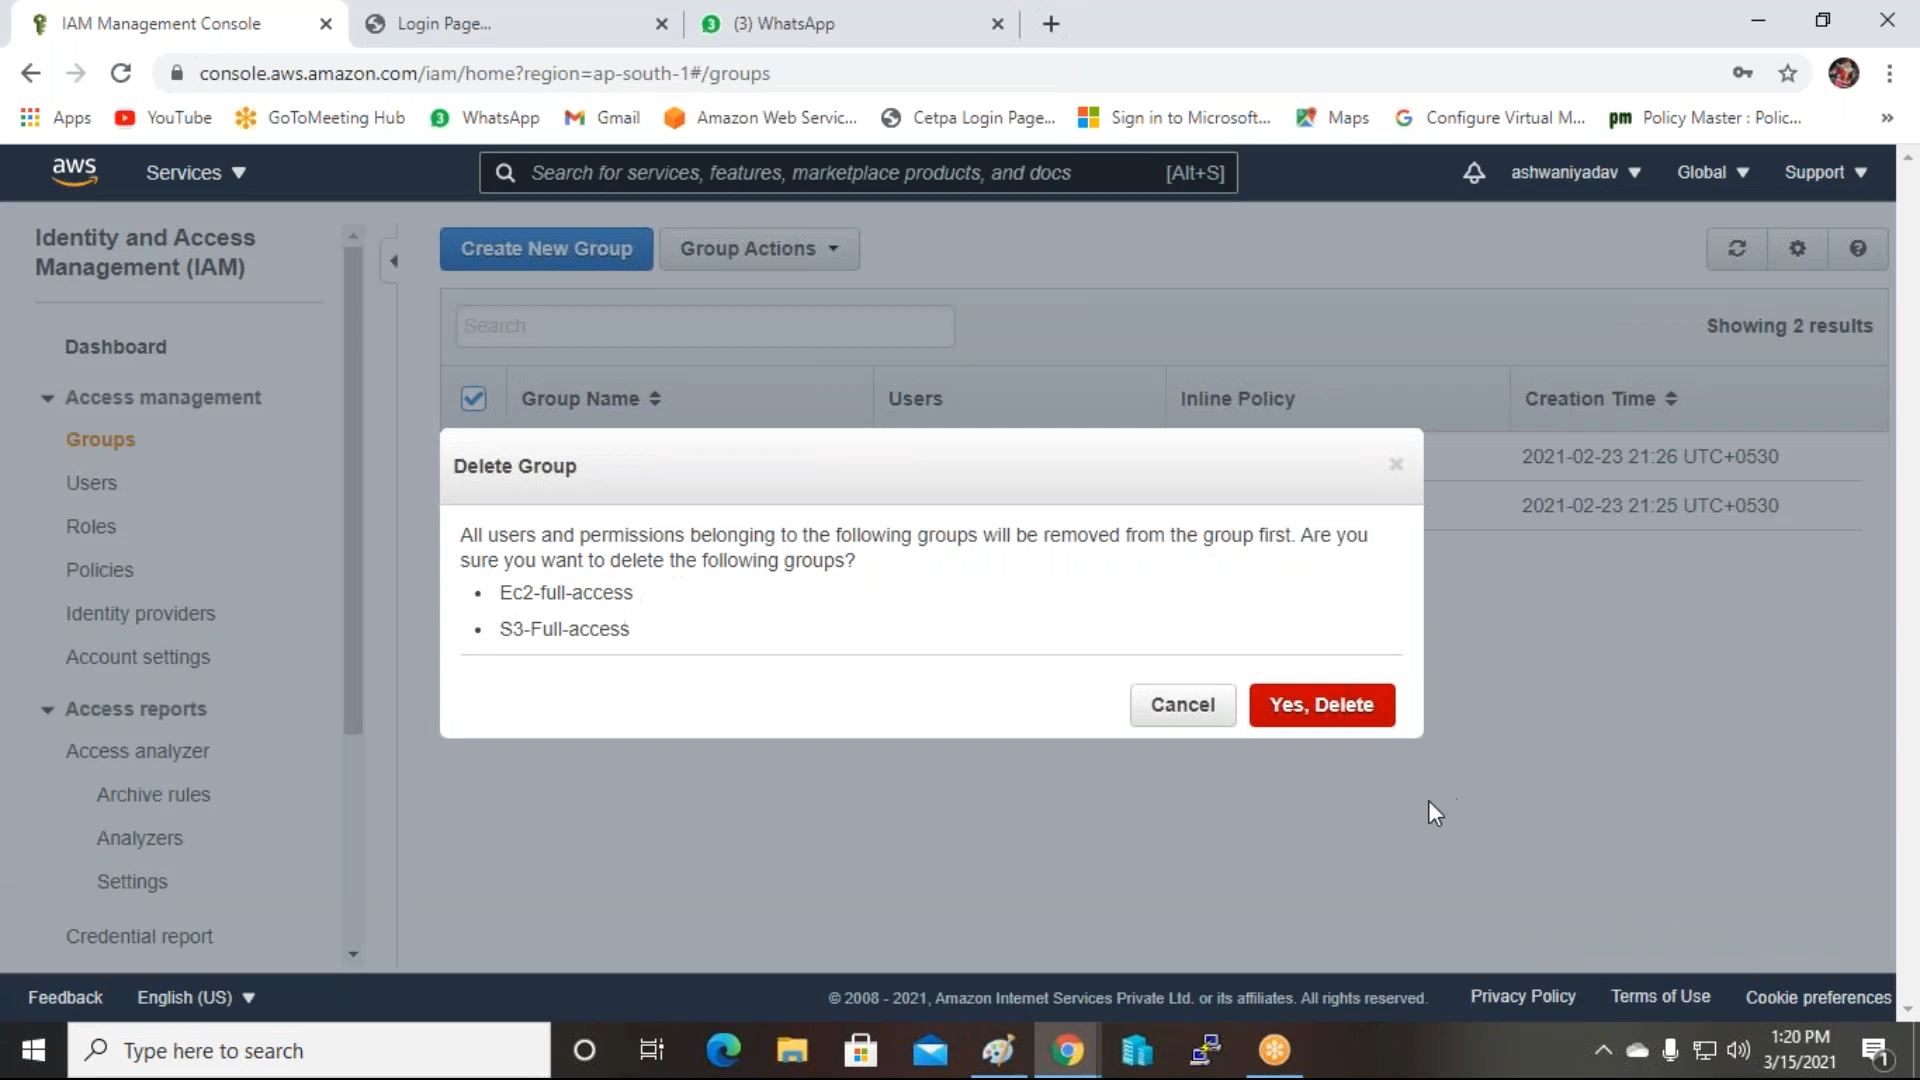 IAM Management Console
Login Page...
3
(3) WhatsApp
console.aws.amazon.com/iam/home?region=ap-south-1#/groups
Apps
YouTube
GoToMeeting Hub
3
WhatsApp
Gmail
Amazon Web Servic...
Cetpa Login Page...
Sign in to Microsoft...
Maps
Configure Virtual M...
pm
Policy Master : Polic...
aws
Services
Search for services, features, marketplace products, and docs
[Alt+S]
ashwaniyadav
Global
Support
Identity and Access
Management (IAM)
Dashboard
Access management
Groups
Users
Roles
Policies
Identity providers
Account settings
Access reports
Access analyzer
Archive rules
Analyzers
Settings
Credential report
Create New Group
Group Actions
Search
Showing 2 results
Group Name
Users
Inline Policy
Creation Time
2021-02-23 21:26 UTC+0530
2021-02-23 21:25 UTC+0530
Delete Group
All users and permissions belonging to the following groups will be removed from the group first. Are you
sure you want to delete the following groups?
• Ec2-full-access
• S3-Full-access
Cancel
Yes, Delete
Feedback
English (US)
© 2008 - 2021, Amazon Internet Services Private Ltd. or its affiliates. All rights reserved.
Privacy Policy
Terms of Use
Cookie preferences
Type here to search
1:20 PM
3/15/2021
1